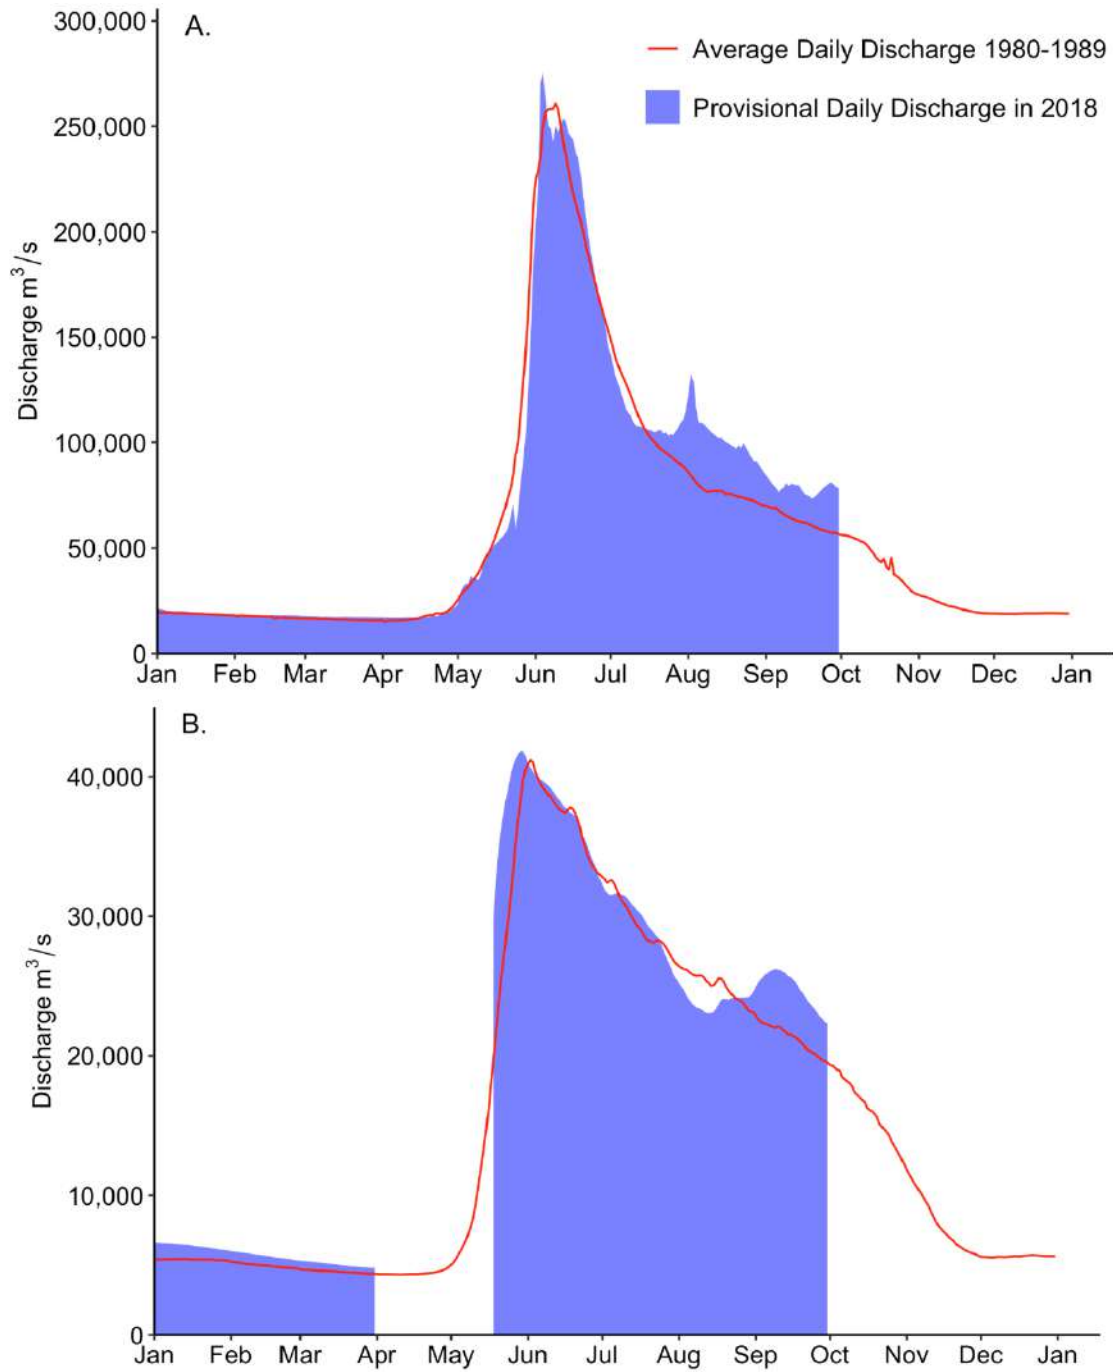 A.
Average Daily Discharge 1980-1989
Provisional Daily Discharge in 2018
Discharge m³/s
300,000
250,000
200,000
150,000
100,000
50,000
0
Jan Feb Mar Apr May Jun Jul Aug Sep Oct Nov Dec Jan
B.
Discharge m³/s
40,000
30,000
20,000
10,000
0
Jan Feb Mar Apr May Jun Jul Aug Sep Oct Nov Dec Jan